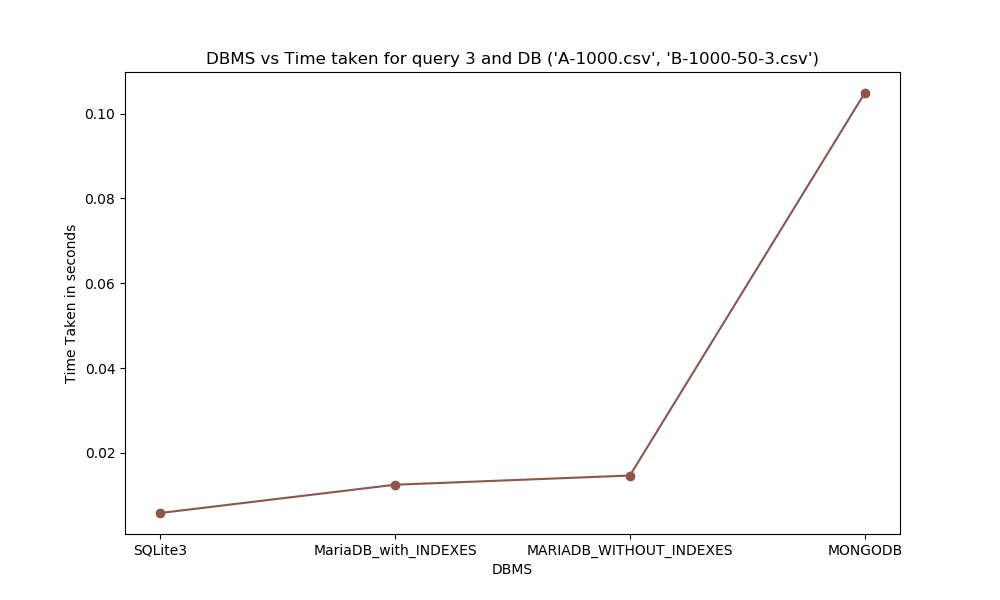 DBMS vs Time taken for query 3 and DB ('A-1000.csv', 'B-1000-50-3.csv')
0.10
0.08
0.06
0.04
0.02
Time Taken in seconds
SQLite3 MariaDB_with_INDEXES MARIADB_WITHOUT_INDEXES MONGODB
DBMS